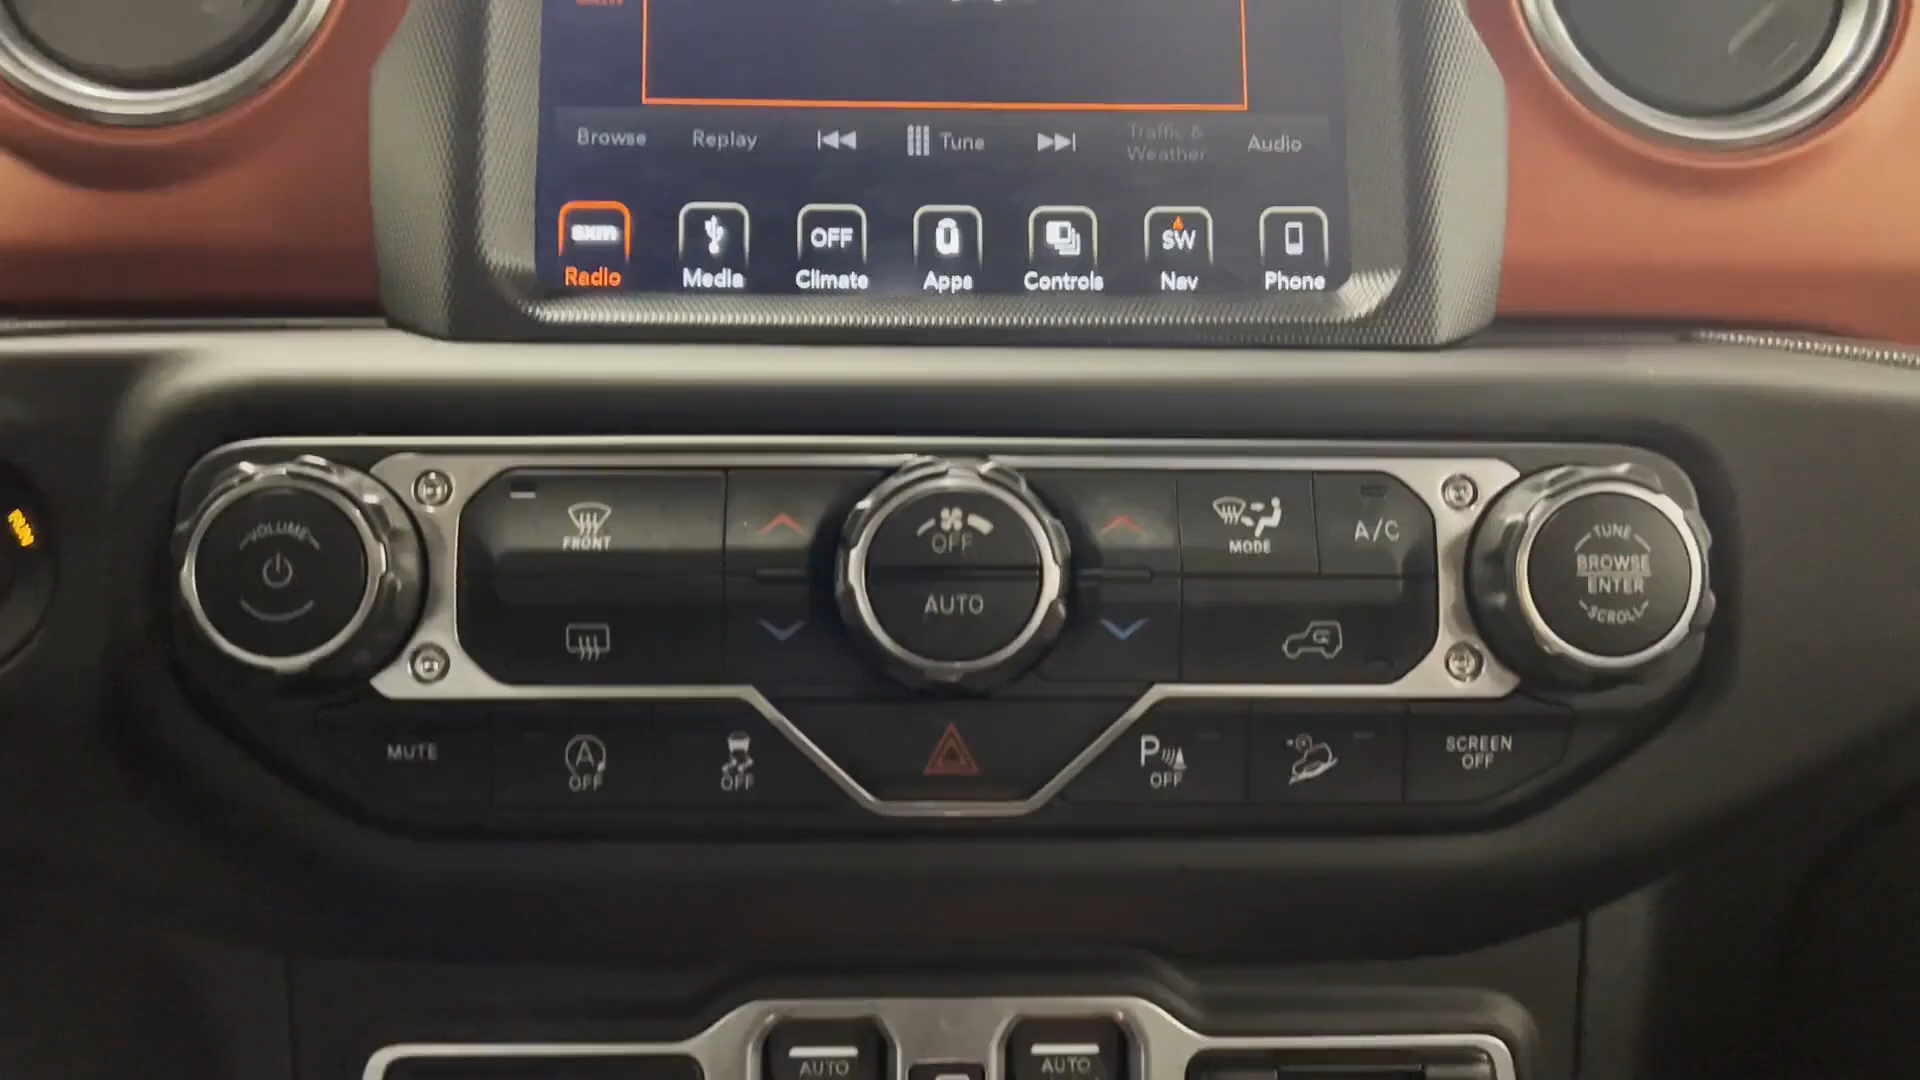 Browse Replay Tune Traffic & Weather Audio
sxm OFF SW
Radio Media Climate Apps Controls Nav Phone
VOLUME
FRONT
OFF
AUTO
MODE
A/C
TUNE
BROWSE
ENTER
SCROLL
MUTE
A
OFF
OFF
P
OFF
SCREEN
OFF
AUTO
AUTO